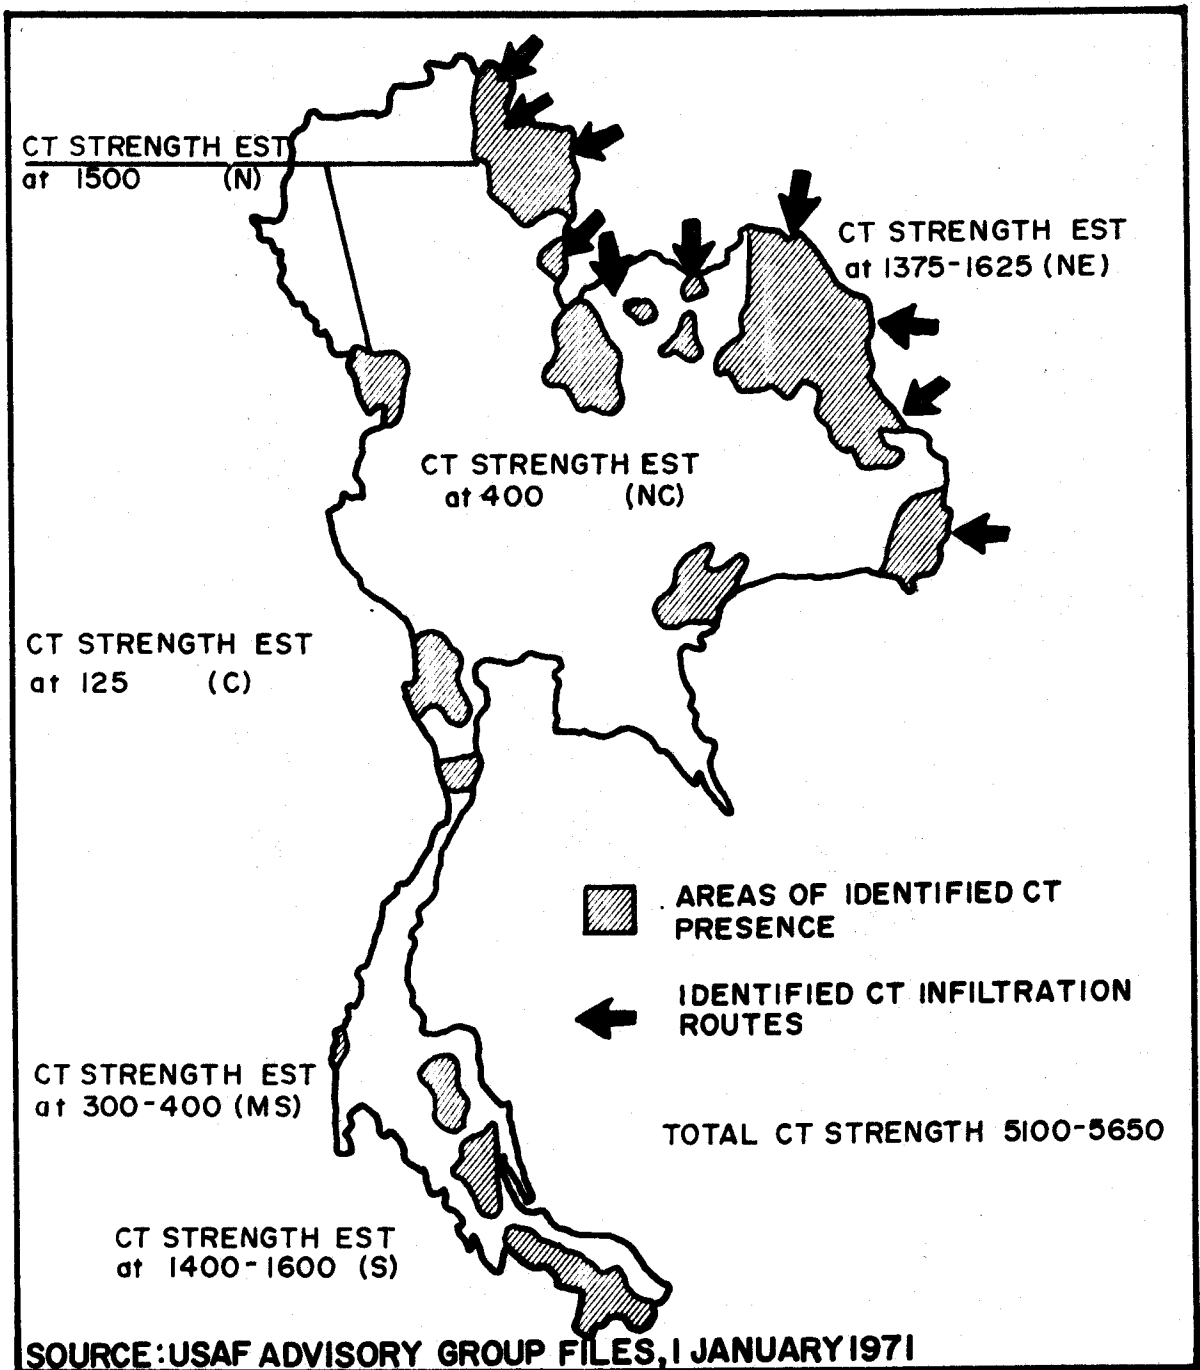 CT STRENGTH EST
at 1500 (N)
CT STRENGTH EST
at 1375-1625 (NE)
CT STRENGTH EST
at 400 (NC)
CT STRENGTH EST
at 125 (C)
AREAS OF IDENTIFIED CT
PRESENCE
IDENTIFIED CT INFILTRATION
ROUTES
CT STRENGTH EST
at 300-400 (MS)
TOTAL CT STRENGTH 5100-5650
CT STRENGTH EST
at 1400-1600 (S)
SOURCE: USAF ADVISORY GROUP FILES, 1 JANUARY 1971